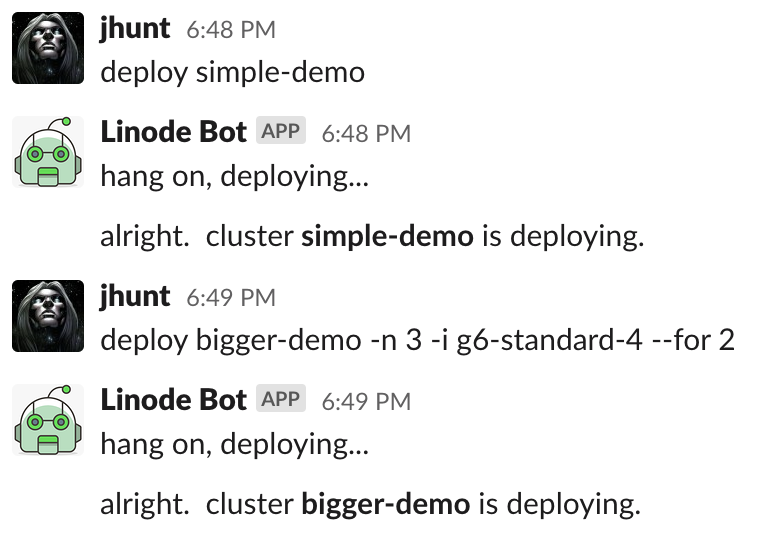 jhunt 6:48 PM
deploy simple-demo
Linode Bot APP 6:48 PM
hang on, deploying...
alright.  cluster simple-demo is deploying.
jhunt 6:49 PM
deploy bigger-demo -n 3 -i g6-standard-4 --for 2
Linode Bot APP 6:49 PM
hang on, deploying...
alright.  cluster bigger-demo is deploying.